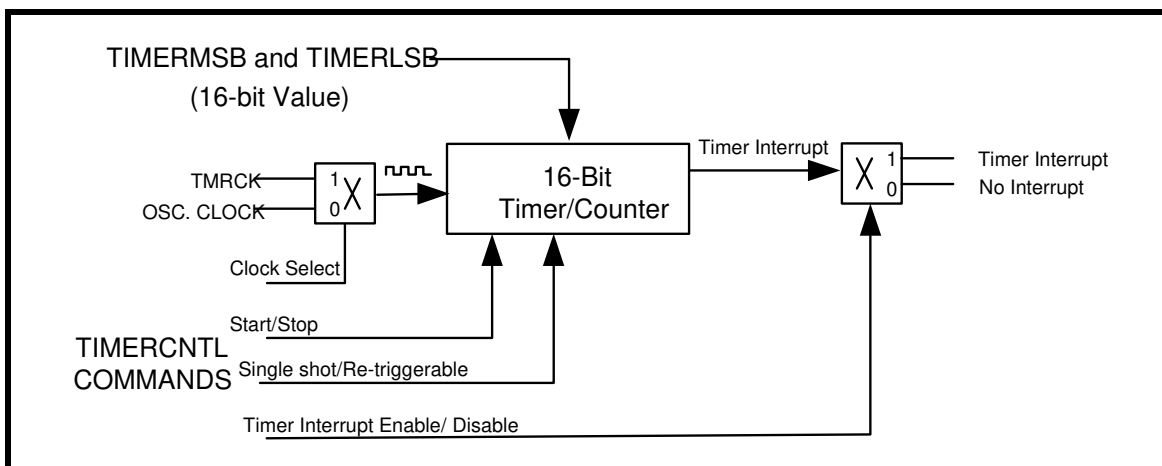 TIMERMSB and TIMERLSB
(16-bit Value)
Timer Interrupt
16-Bit
Timer/Counter
TMRCK
OSC. CLOCK
1
0
X
X
1
0
Timer Interrupt
No Interrupt
Clock Select
Start/Stop
TIMERCNTL
COMMANDS
Single shot/Re-triggerable
Timer Interrupt Enable/ Disable